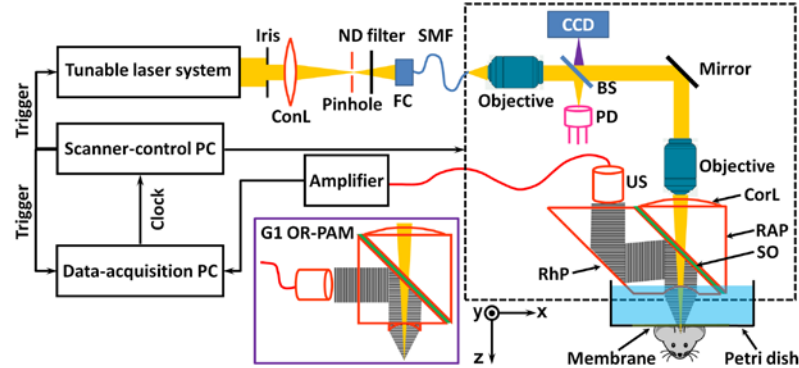 CCD
Iris
ND filter
SMF
Tunable laser system
Mirror
BS
FC
Pinhole
Objective
ConL
PD
Trigger
Scanner-control PC
Objective
Amplifier
US
CorL
Trigger
Clock
G1 OR-PAM
RAP
SO
Data-acquisition PC
RhP
y
x
z
Membrane
Petri dish